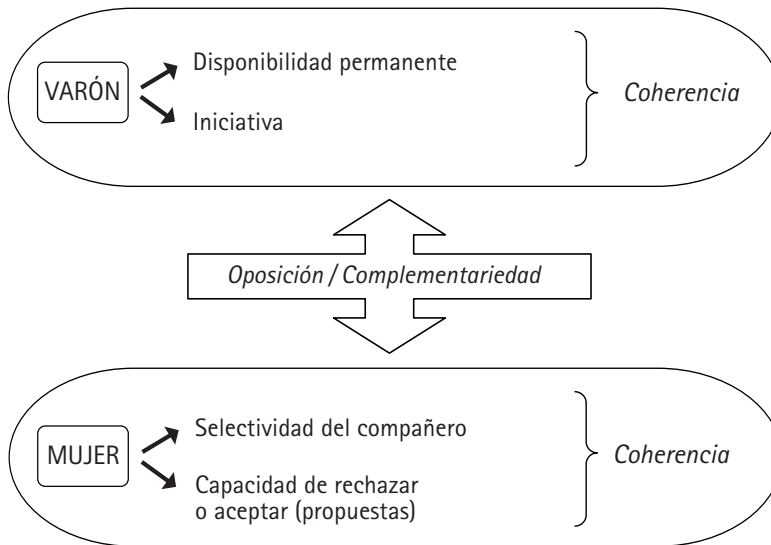 VARÓN
Disponibilidad permanente
Iniciativa
Coherencia
Oposición / Complementariedad
MUJER
Selectividad del compañero
Capacidad de rechazar
o aceptar (propuestas)
Coherencia